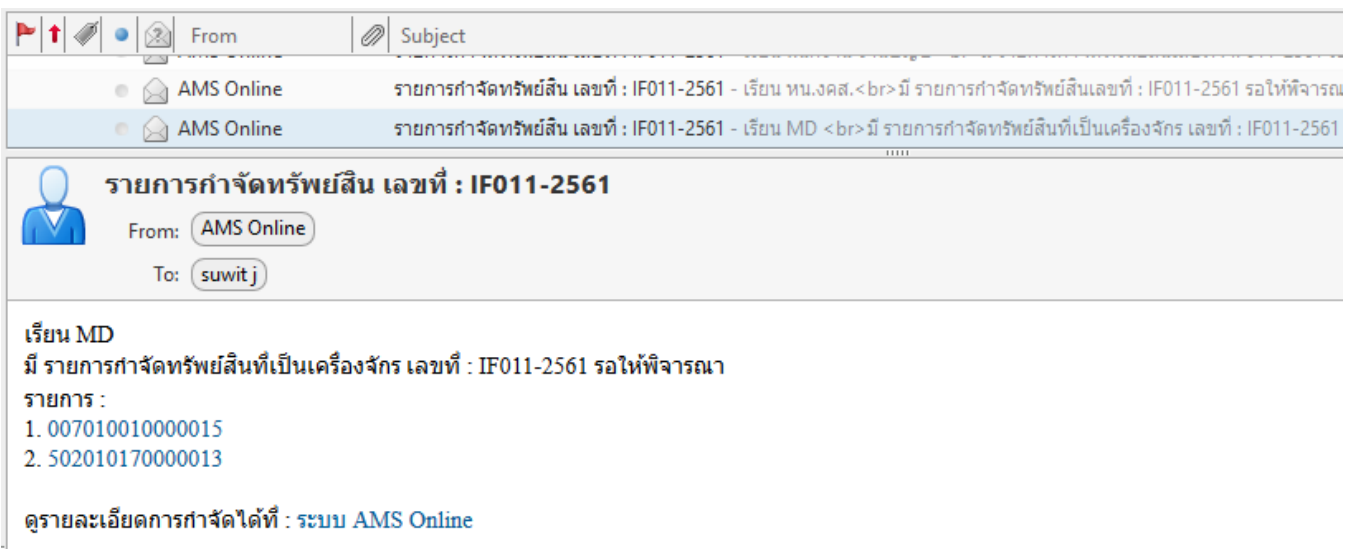 From Subject
AMS Online รายการกำจัดทรัพย์สิน เลขที่ : IF011-2561 - เรียน หน.งคส.<br>มี รายการกำจัดทรัพย์สินเลขที่ : IF011-2561 รอให้พิจารณ
AMS Online รายการกำจัดทรัพย์สิน เลขที่ : IF011-2561 - เรียน MD <br>มี รายการกำจัดทรัพย์สินที่เป็นเครื่องจักร เลขที่ : IF011-2561
รายการกำจัดทรัพย์สิน เลขที่ : IF011-2561
From: AMS Online
To: suwit j
เรียน MD
มี รายการกำจัดทรัพย์สินที่เป็นเครื่องจักร เลขที่ : IF011-2561 รอให้พิจารณา
รายการ :
1. 007010010000015
2. 502010170000013
ดูรายละเอียดการกำจัดได้ที่ : ระบบ AMS Online